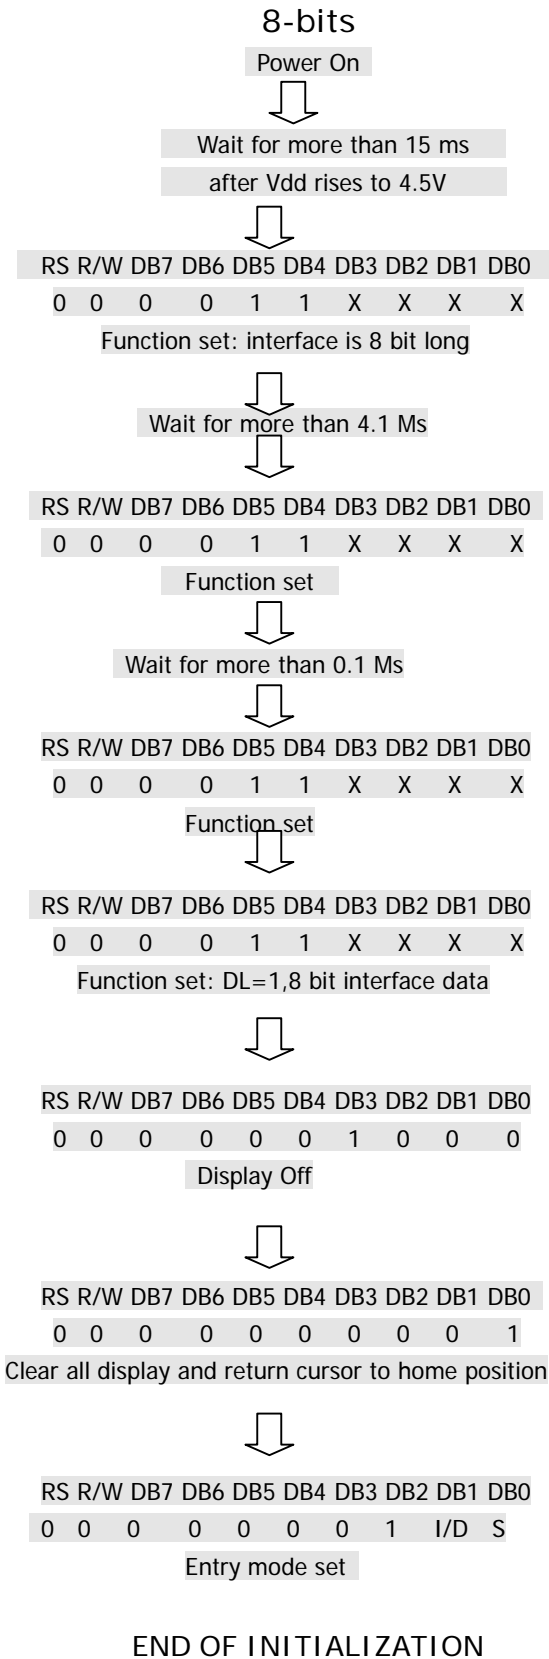 8-bits
Power On
Wait for more than 15 ms
after Vdd rises to 4.5V
RS R/W DB7 DB6 DB5 DB4 DB3 DB2 DB1 DB0
0 0 0 0 1 1 X X X X
Function set: interface is 8 bit long
Wait for more than 4.1 Ms
RS R/W DB7 DB6 DB5 DB4 DB3 DB2 DB1 DB0
0 0 0 0 1 1 X X X X
Function set
Wait for more than 0.1 Ms
RS R/W DB7 DB6 DB5 DB4 DB3 DB2 DB1 DB0
0 0 0 0 1 1 X X X X
Function set
RS R/W DB7 DB6 DB5 DB4 DB3 DB2 DB1 DB0
0 0 0 0 1 1 X X X X
Function set: DL=1,8 bit interface data
RS R/W DB7 DB6 DB5 DB4 DB3 DB2 DB1 DB0
0 0 0 0 0 0 1 0 0 0
Display Off
RS R/W DB7 DB6 DB5 DB4 DB3 DB2 DB1 DB0
0 0 0 0 0 0 0 0 0 1
Clear all display and return cursor to home position
RS R/W DB7 DB6 DB5 DB4 DB3 DB2 DB1 DB0
0 0 0 0 0 0 0 1 I/D S
Entry mode set
END OF INITIALIZATION